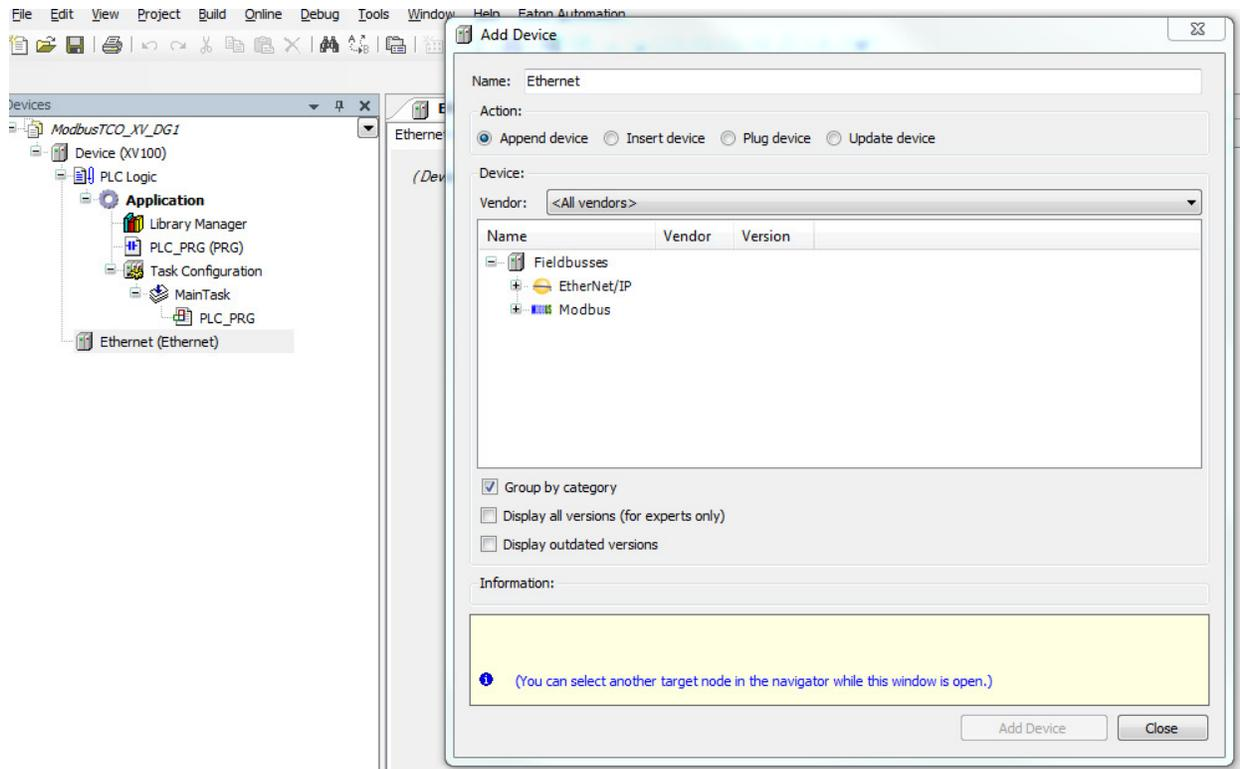 File Edit View Project Build Online Debug Tools Window Help Eaton Automation
Add Device
Name: Ethernet
Action:
Append device Insert device Plug device Update device
Device:
Vendor: <All vendors>
Name Vendor Version
Fieldbusses
EtherNet/IP
Modbus
Group by category
Display all versions (for experts only)
Display outdated versions
Information:
(You can select another target node in the navigator while this window is open.)
Add Device Close
Devices
ModbusTCO_XV_DG1
Device (XV100)
PLC Logic
Application
Library Manager
PLC_PRG (PRG)
Task Configuration
MainTask
PLC_PRG
Ethernet (Ethernet)
E
Etherne
(Dev